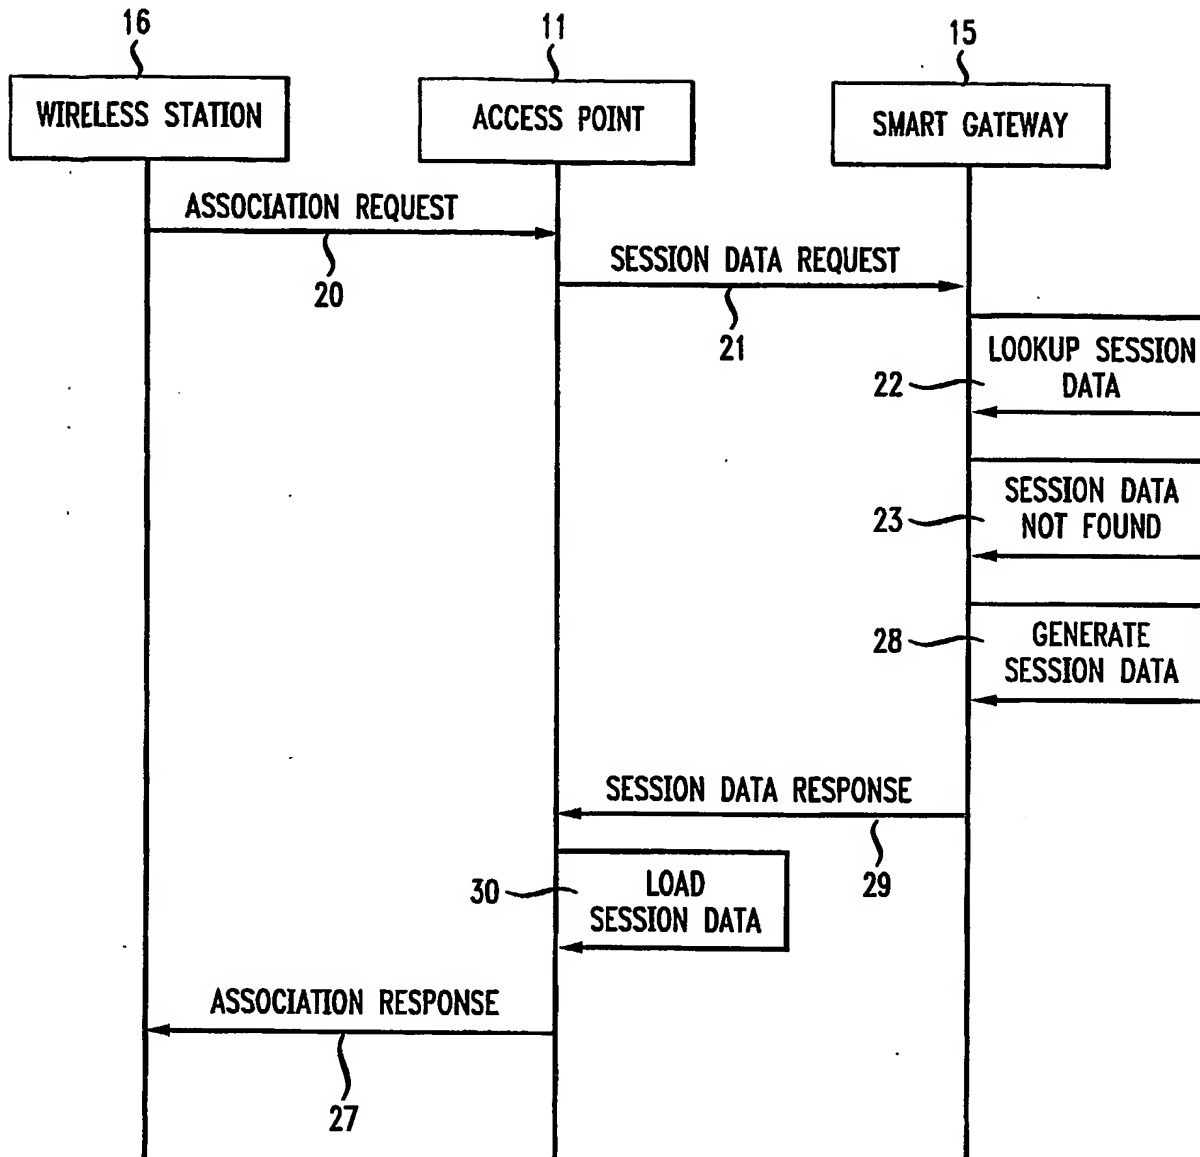 16
11
15
WIRELESS STATION
ACCESS POINT
SMART GATEWAY
ASSOCIATION REQUEST
20
SESSION DATA REQUEST
21
LOOKUP SESSION
DATA
22
SESSION DATA
NOT FOUND
23
GENERATE
SESSION DATA
28
SESSION DATA RESPONSE
29
LOAD
SESSION DATA
30
ASSOCIATION RESPONSE
27